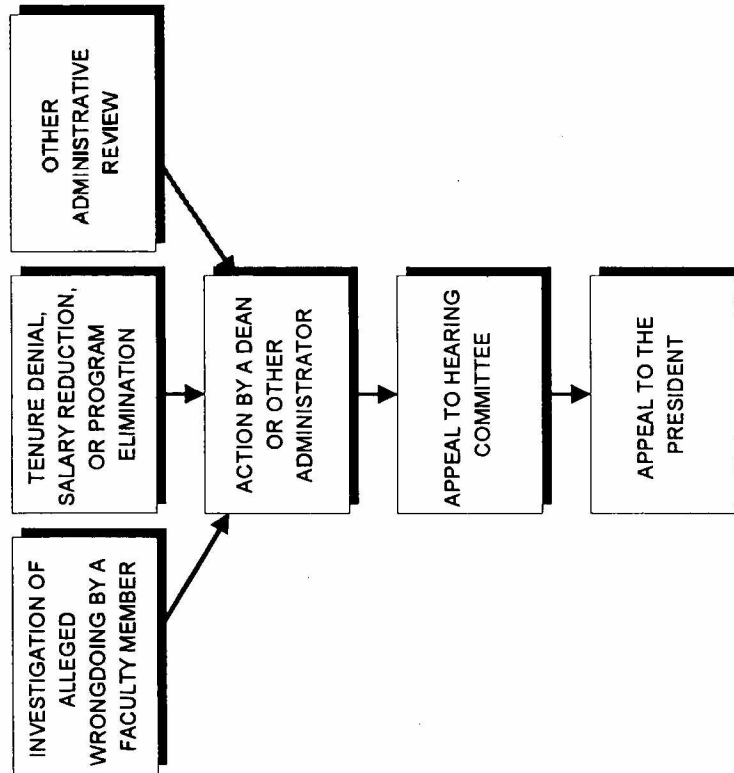 INVESTIGATION OF
ALLEGED
WRONGDOING BY A
FACULTY MEMBER
TENURE DENIAL,
SALARY REDUCTION,
OR PROGRAM
ELIMINATION
OTHER
ADMINISTRATIVE
REVIEW
ACTION BY A DEAN
OR OTHER
ADMINISTRATOR
APPEAL TO HEARING
COMMITTEE
APPEAL TO THE
PRESIDENT